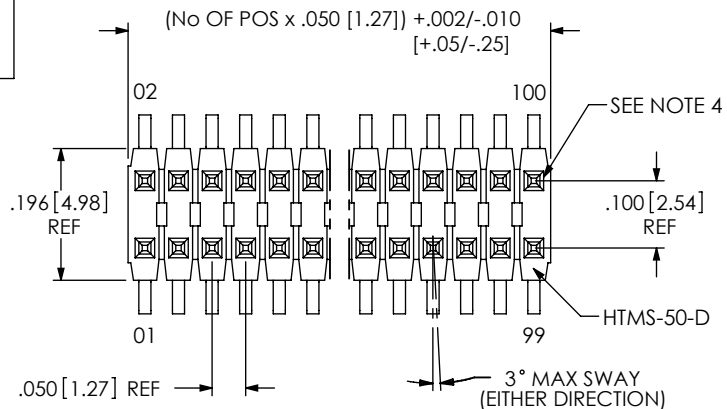 (No OF POS x .050 [1.27]) +.002/-.010
[+.05/-.25]
02
100
SEE NOTE 4
.196 [4.98]
REF
.100 [2.54]
REF
HTMS-50-D
01
99
.050 [1.27] REF
3° MAX SWAY
(EITHER DIRECTION)